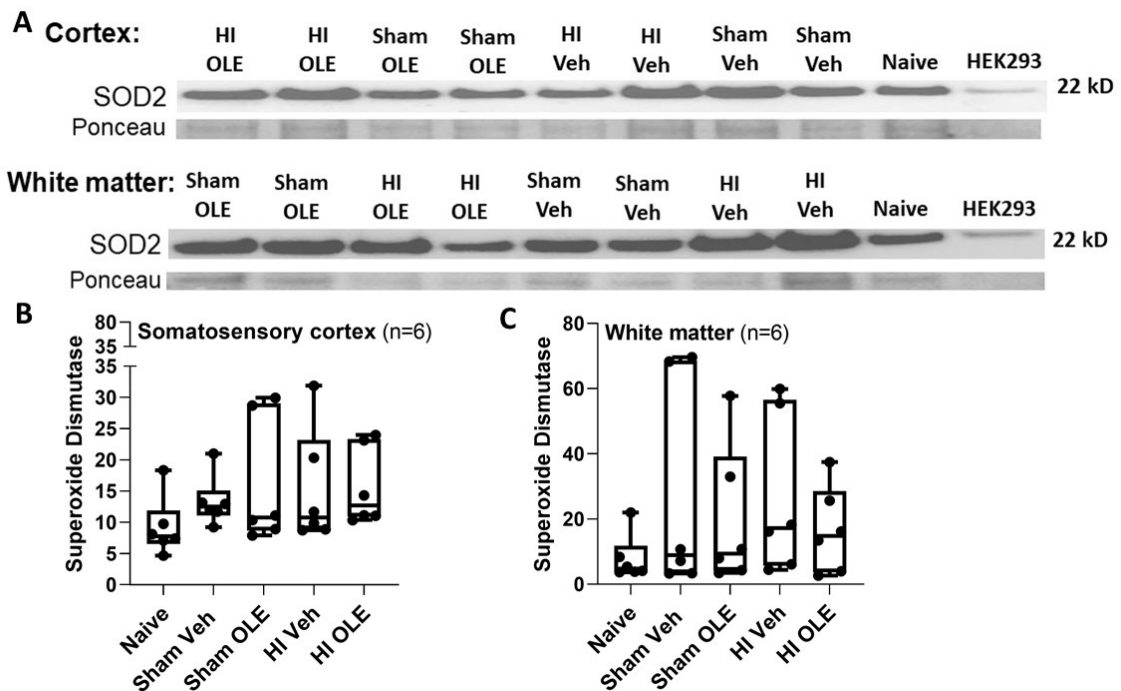 A Cortex: HI HI Sham Sham HI HI Sham Sham
OLE OLE OLE OLE Veh Veh Veh Veh Naive HEK293
SOD2 22 kD
Ponceau
White matter: Sham Sham HI HI Sham Sham HI HI
OLE OLE OLE OLE Veh Veh Veh Veh Naive HEK293
SOD2 22 kD
Ponceau
B
Somatosensory cortex (n=6)
Superoxide Dismutase
80
35
35
30
25
20
15
10
5
0
Naive
Sham Veh
Sham OLE
HI Veh
HI OLE
C
White matter (n=6)
Superoxide Dismutase
80
60
40
20
0
Naive
Sham Veh
Sham OLE
HI Veh
HI OLE